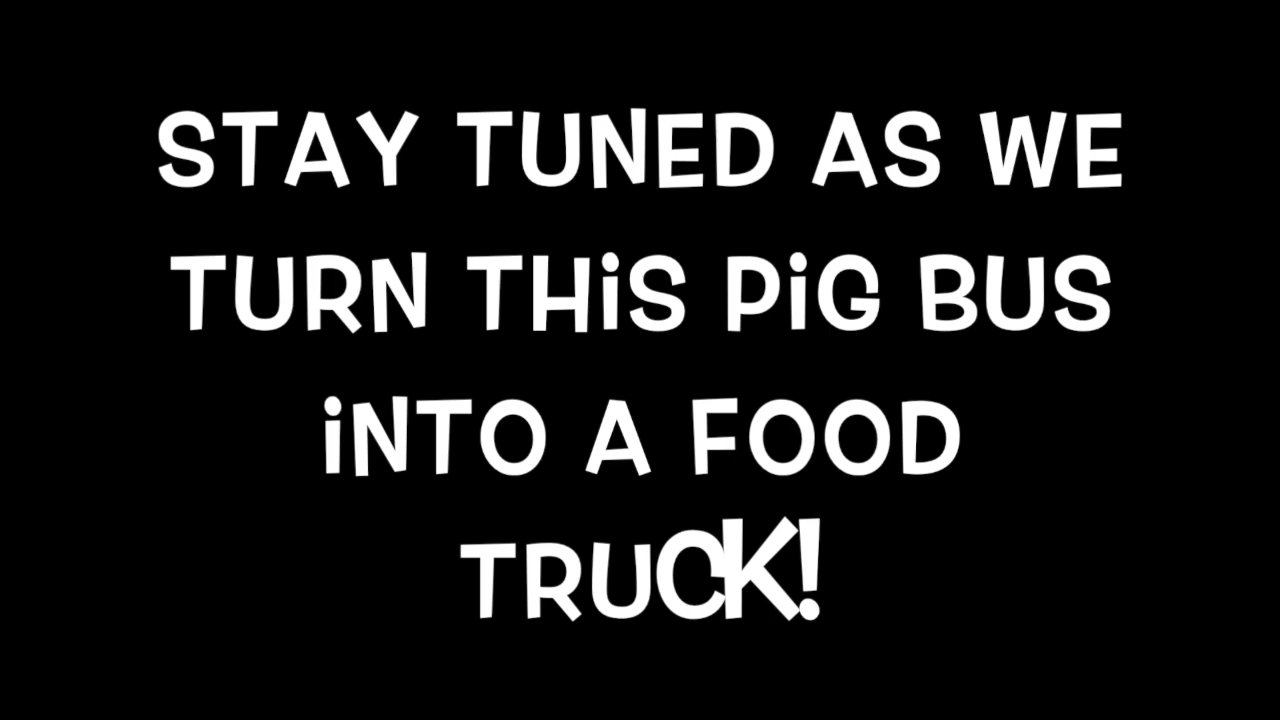 STAY TUNED AS WE
TURN THiS PiG BUS
iNTO A FOOD
TRUCK!